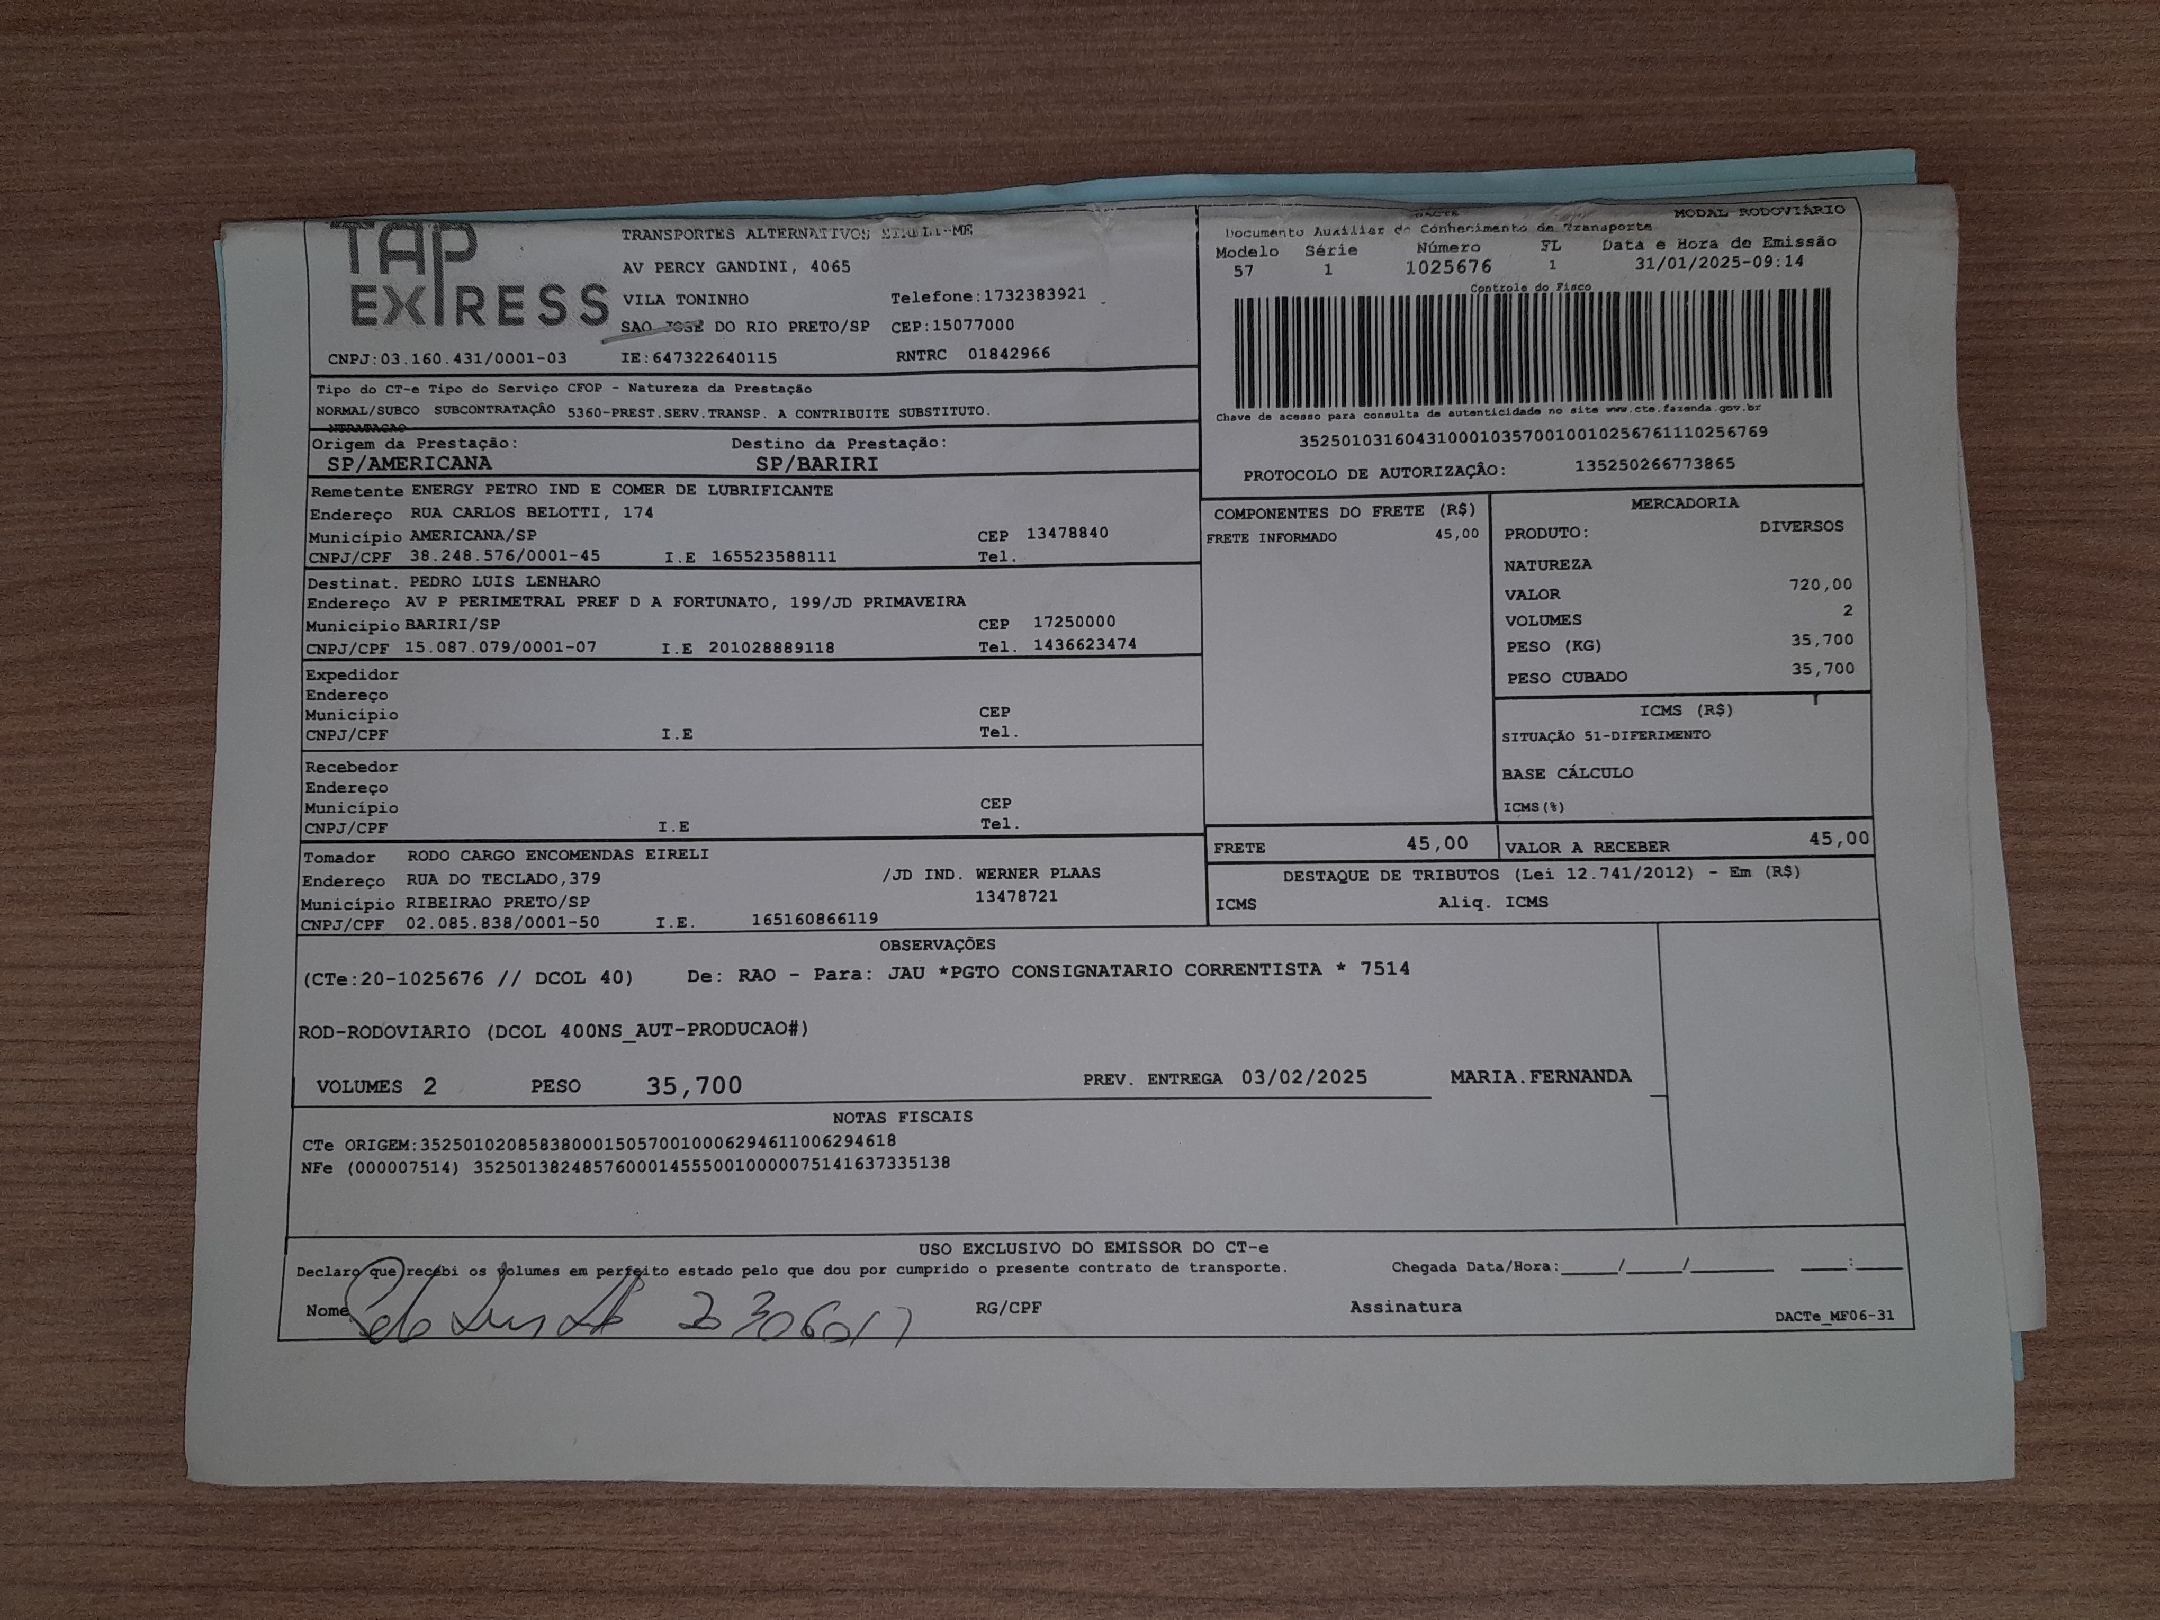 TAP
EXPRESS
TRANSPORTES ALTERNATIVOS EIRELI-ME
AV PERCY GANDINI, 4065
VILA TONINHO Telefone:1732383921
SAO JOSE DO RIO PRETO/SP CEP:15077000
CNPJ:03.160.431/0001-03 IE:647322640115 RNTRC 01842966
DACTE MODAL RODOVIÁRIO
Documento Auxiliar do Conhecimento de Transporte
Modelo Série Número FL Data e Hora de Emissão
57 1 1025676 1 31/01/2025-09:14
Controle do Fisco
Chave de acesso para consulta de autenticidade no site www.cte.fazenda.gov.br
35250103160431000103570010010256761110256769
PROTOCOLO DE AUTORIZAÇÃO: 135250266773865
Tipo do CT-e Tipo do Serviço CFOP - Natureza da Prestação
NORMAL/SUBCO SUBCONTRATAÇÃO 5360-PREST.SERV.TRANSP. A CONTRIBUITE SUBSTITUTO.
NTRATAÇAO
Origem da Prestação: Destino da Prestação:
SP/AMERICANA SP/BARIRI
Remetente ENERGY PETRO IND E COMER DE LUBRIFICANTE
Endereço RUA CARLOS BELOTTI, 174
Município AMERICANA/SP CEP 13478840
CNPJ/CPF 38.248.576/0001-45 I.E 165523588111 Tel.
Destinat. PEDRO LUIS LENHARO
Endereço AV P PERIMETRAL PREF D A FORTUNATO, 199/JD PRIMAVEIRA
Município BARIRI/SP CEP 17250000
CNPJ/CPF 15.087.079/0001-07 I.E 201028889118 Tel. 1436623474
Expedidor
Endereço
Município CEP
CNPJ/CPF I.E Tel.
Recebedor
Endereço
Município CEP
CNPJ/CPF I.E Tel.
Tomador RODO CARGO ENCOMENDAS EIRELI
Endereço RUA DO TECLADO,379 /JD IND. WERNER PLAAS
Município RIBEIRAO PRETO/SP 13478721
CNPJ/CPF 02.085.838/0001-50 I.E. 165160866119
COMPONENTES DO FRETE (R$)
FRETE INFORMADO 45,00
MERCADORIA
PRODUTO: DIVERSOS
NATUREZA
VALOR 720,00
VOLUMES 2
PESO (KG) 35,700
PESO CUBADO 35,700
ICMS (R$)
SITUAÇÃO 51-DIFERIMENTO
BASE CÁLCULO
ICMS(%)
FRETE 45,00 VALOR A RECEBER 45,00
DESTAQUE DE TRIBUTOS (Lei 12.741/2012) - Em (R$)
ICMS Aliq. ICMS
OBSERVAÇÕES
(CTe:20-1025676 // DCOL 40) De: RAO - Para: JAU *PGTO CONSIGNATARIO CORRENTISTA * 7514
ROD-RODOVIARIO (DCOL 400NS_AUT-PRODUCAO#)
VOLUMES 2 PESO 35,700 PREV. ENTREGA 03/02/2025 MARIA.FERNANDA
NOTAS FISCAIS
CTe ORIGEM:35250102085838000150570010006294611006294618
NFe (000007514) 35250138248576000145550010000075141637335138
USO EXCLUSIVO DO EMISSOR DO CT-e
Declaro que recebi os volumes em perfeito estado pelo que dou por cumprido o presente contrato de transporte. Chegada Data/Hora:_____/_____/_______ ____:____
Nome RG/CPF Assinatura
DACTe_MF06-31